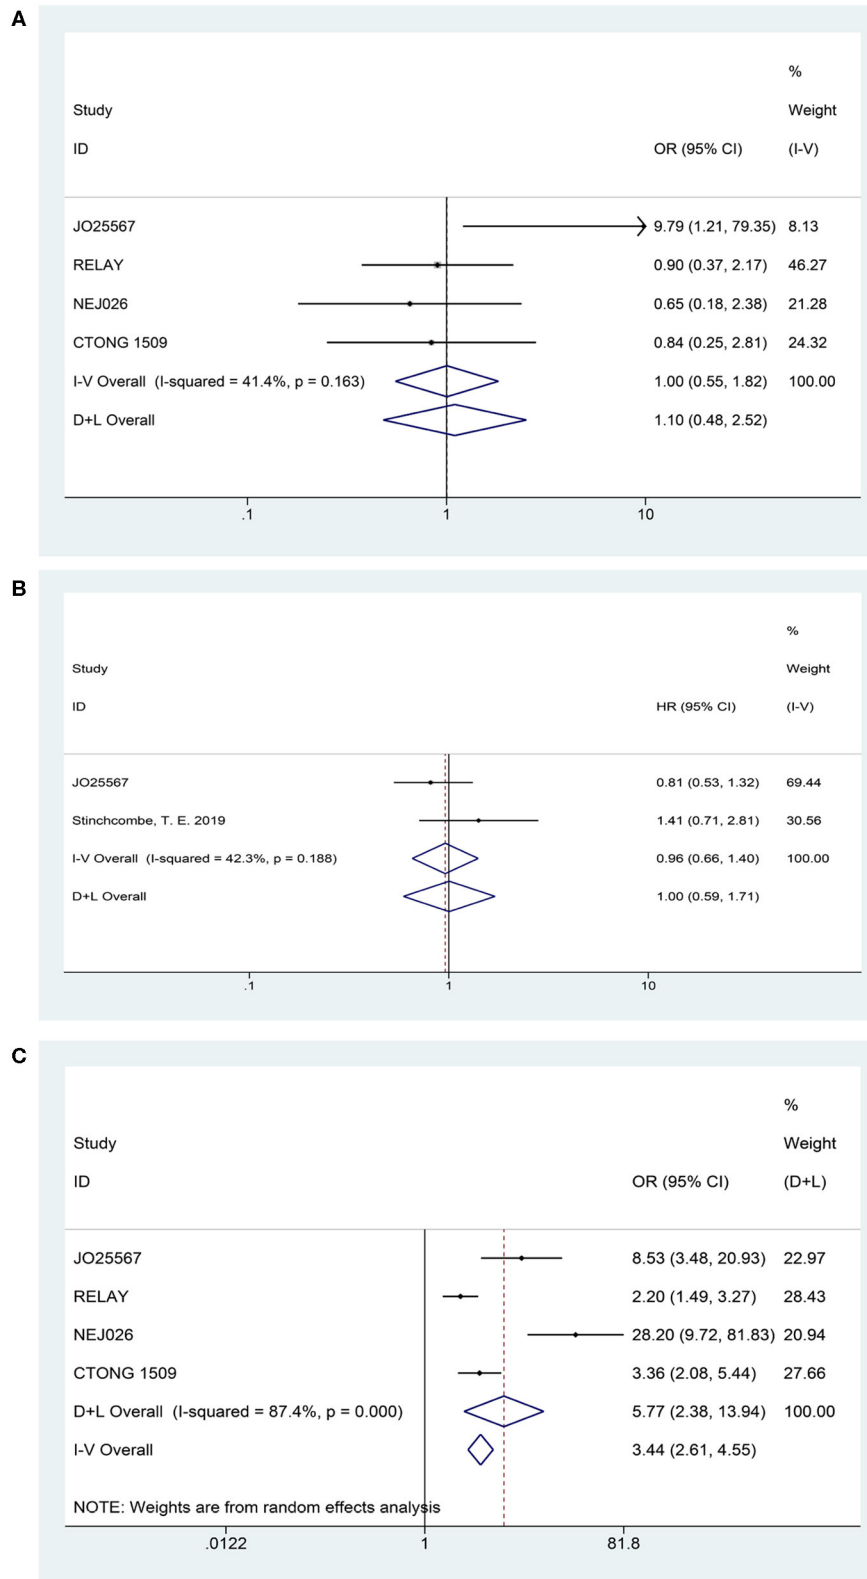 A
%
Study Weight
ID OR (95% CI) (I-V)
JO25567 9.79 (1.21, 79.35) 8.13
RELAY 0.90 (0.37, 2.17) 46.27
NEJ026 0.65 (0.18, 2.38) 21.28
CTONG 1509 0.84 (0.25, 2.81) 24.32
I-V Overall (I-squared = 41.4%, p = 0.163) 1.00 (0.55, 1.82) 100.00
D+L Overall 1.10 (0.48, 2.52)
.1 1 10
B
%
Study Weight
ID HR (95% CI) (I-V)
JO25567 0.81 (0.53, 1.32) 69.44
Stinchcombe, T. E. 2019 1.41 (0.71, 2.81) 30.56
I-V Overall (I-squared = 42.3%, p = 0.188) 0.96 (0.66, 1.40) 100.00
D+L Overall 1.00 (0.59, 1.71)
.1 1 10
C
%
Study Weight
ID OR (95% CI) (D+L)
JO25567 8.53 (3.48, 20.93) 22.97
RELAY 2.20 (1.49, 3.27) 28.43
NEJ026 28.20 (9.72, 81.83) 20.94
CTONG 1509 3.36 (2.08, 5.44) 27.66
D+L Overall (I-squared = 87.4%, p = 0.000) 5.77 (2.38, 13.94) 100.00
I-V Overall 3.44 (2.61, 4.55)
NOTE: Weights are from random effects analysis
.0122 1 81.8